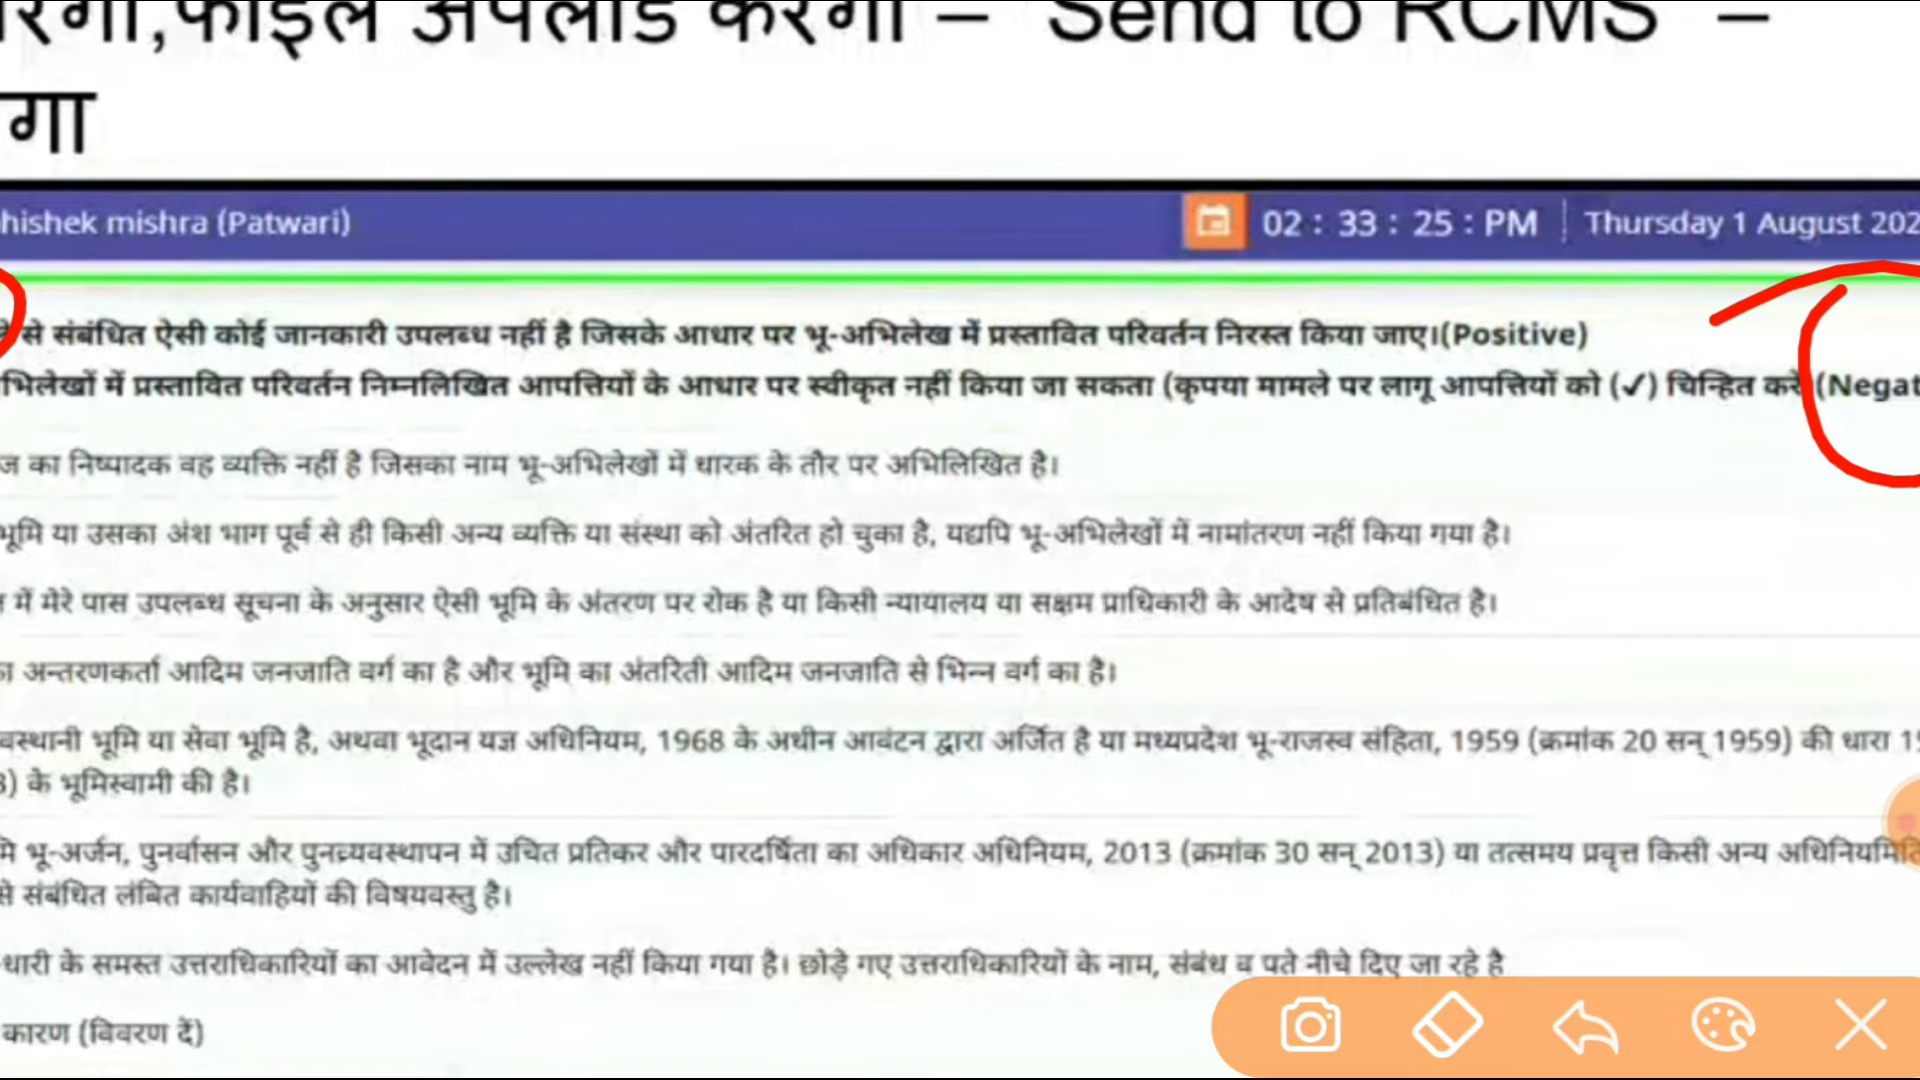 रेगा,फाइल अपलोड करेगा – "Send to RCMS" –
गा
hishek mishra (Patwari) 02 : 33 : 25 : PM Thursday 1 August 202
से संबंधित ऐसी कोई जानकारी उपलब्ध नहीं है जिसके आधार पर भू-अभिलेख में प्रस्तावित परिवर्तन निरस्त किया जाए।(Positive)
भिलेखों में प्रस्तावित परिवर्तन निम्नलिखित आपत्तियों के आधार पर स्वीकृत नहीं किया जा सकता (कृपया मामले पर लागू आपत्तियों को (✓) चिन्हित करें (Negat
ज का निष्पादक वह व्यक्ति नहीं है जिसका नाम भू-अभिलेखों में धारक के तौर पर अभिलिखित है।
भूमि या उसका अंश भाग पूर्व से ही किसी अन्य व्यक्ति या संस्था को अंतरित हो चुका है, यद्यपि भू-अभिलेखों में नामांतरण नहीं किया गया है।
में मेरे पास उपलब्ध सूचना के अनुसार ऐसी भूमि के अंतरण पर रोक है या किसी न्यायालय या सक्षम प्राधिकारी के आदेष से प्रतिबंधित है।
अन्तरणकर्ता आदिम जनजाति वर्ग का है और भूमि का अंतरिती आदिम जनजाति से भिन्न वर्ग का है।
वस्थानी भूमि या सेवा भूमि है, अथवा भूदान यज्ञ अधिनियम, 1968 के अधीन आवंटन द्वारा अर्जित है या मध्यप्रदेश भू-राजस्व संहिता, 1959 (क्रमांक 20 सन् 1959) की धारा
) के भूमिस्वामी की है।
मि भू-अर्जन, पुनर्वासन और पुनव्र्यवस्थापन में उचित प्रतिकर और पारदर्षिता का अधिकार अधिनियम, 2013 (क्रमांक 30 सन् 2013) या तत्समय प्रवृत्त किसी अन्य
से संबंधित लंबित कार्यवाहियों की विषयवस्तु है।
धारी के समस्त उत्तराधिकारियों का आवेदन में उल्लेख नहीं किया गया है। छोड़े गए उत्तराधिकारियों के नाम, संबंध व पते नीचे दिए जा रहे है
कारण (विवरण दें)